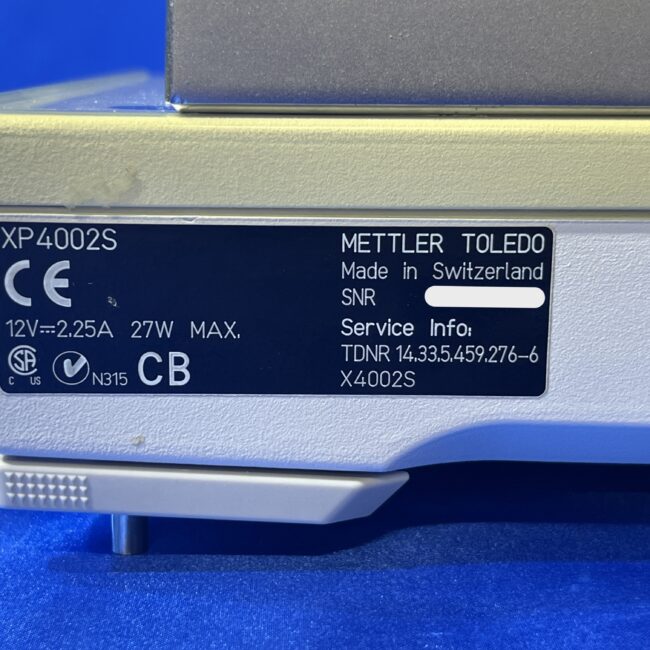 XP4002S
CE
12V⎓2.25A 27W MAX.
SA
C US
N315
CB
METTLER TOLEDO
Made in Switzerland
SNR
Service Info:
TDNR 14.33.5.459.276-6
X4002S